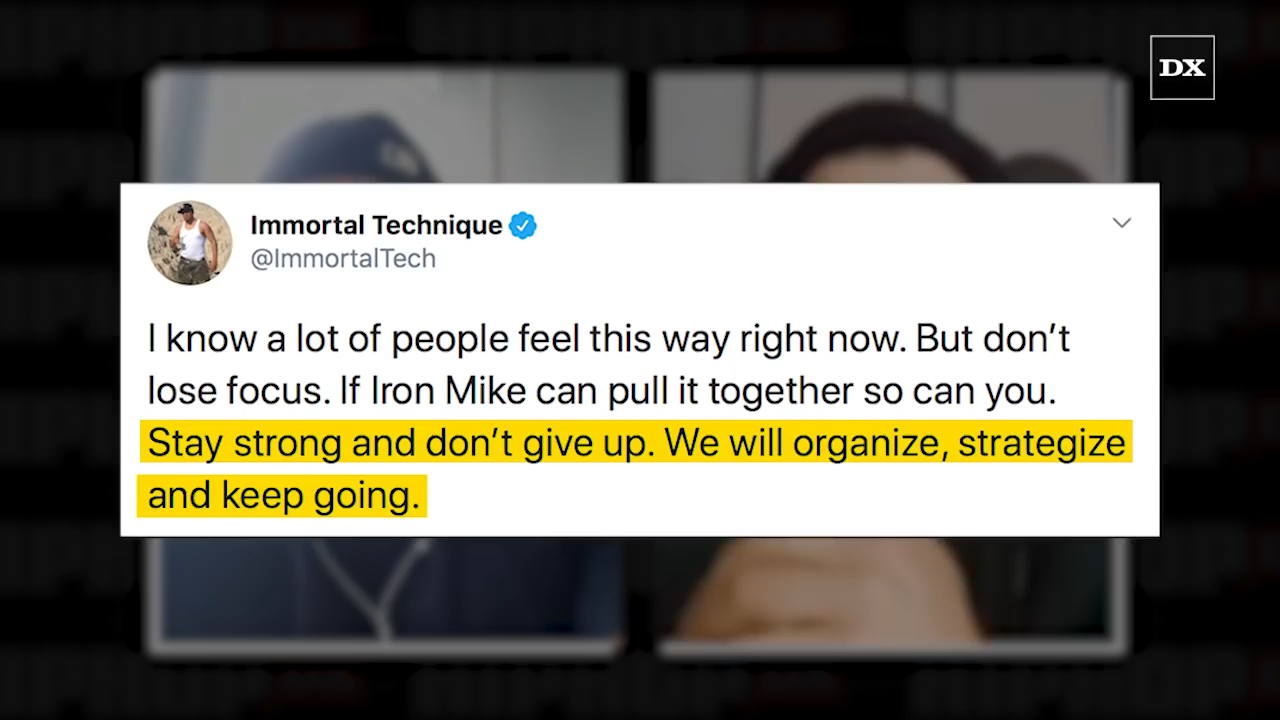 DX
Immortal Technique
@ImmortalTech
I know a lot of people feel this way right now. But don’t
lose focus. If Iron Mike can pull it together so can you.
Stay strong and don’t give up. We will organize, strategize
and keep going.